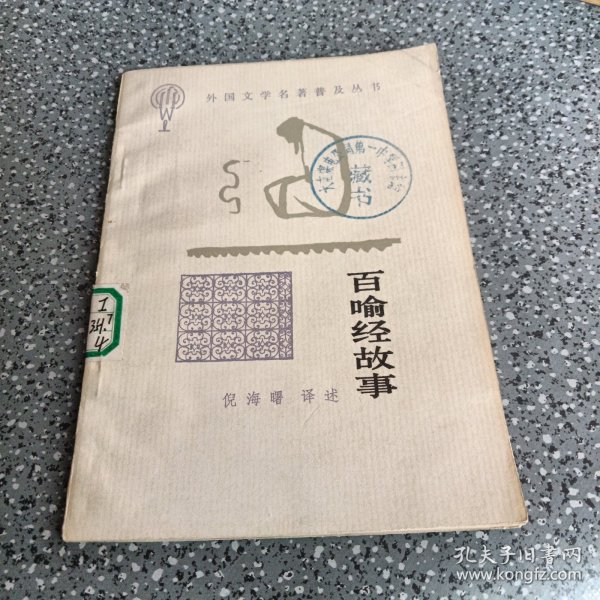 外国文学名著普及丛书
藏书
百喻经故事
倪海曙 译述
I
4
孔夫子旧书网
www.kongfz.com